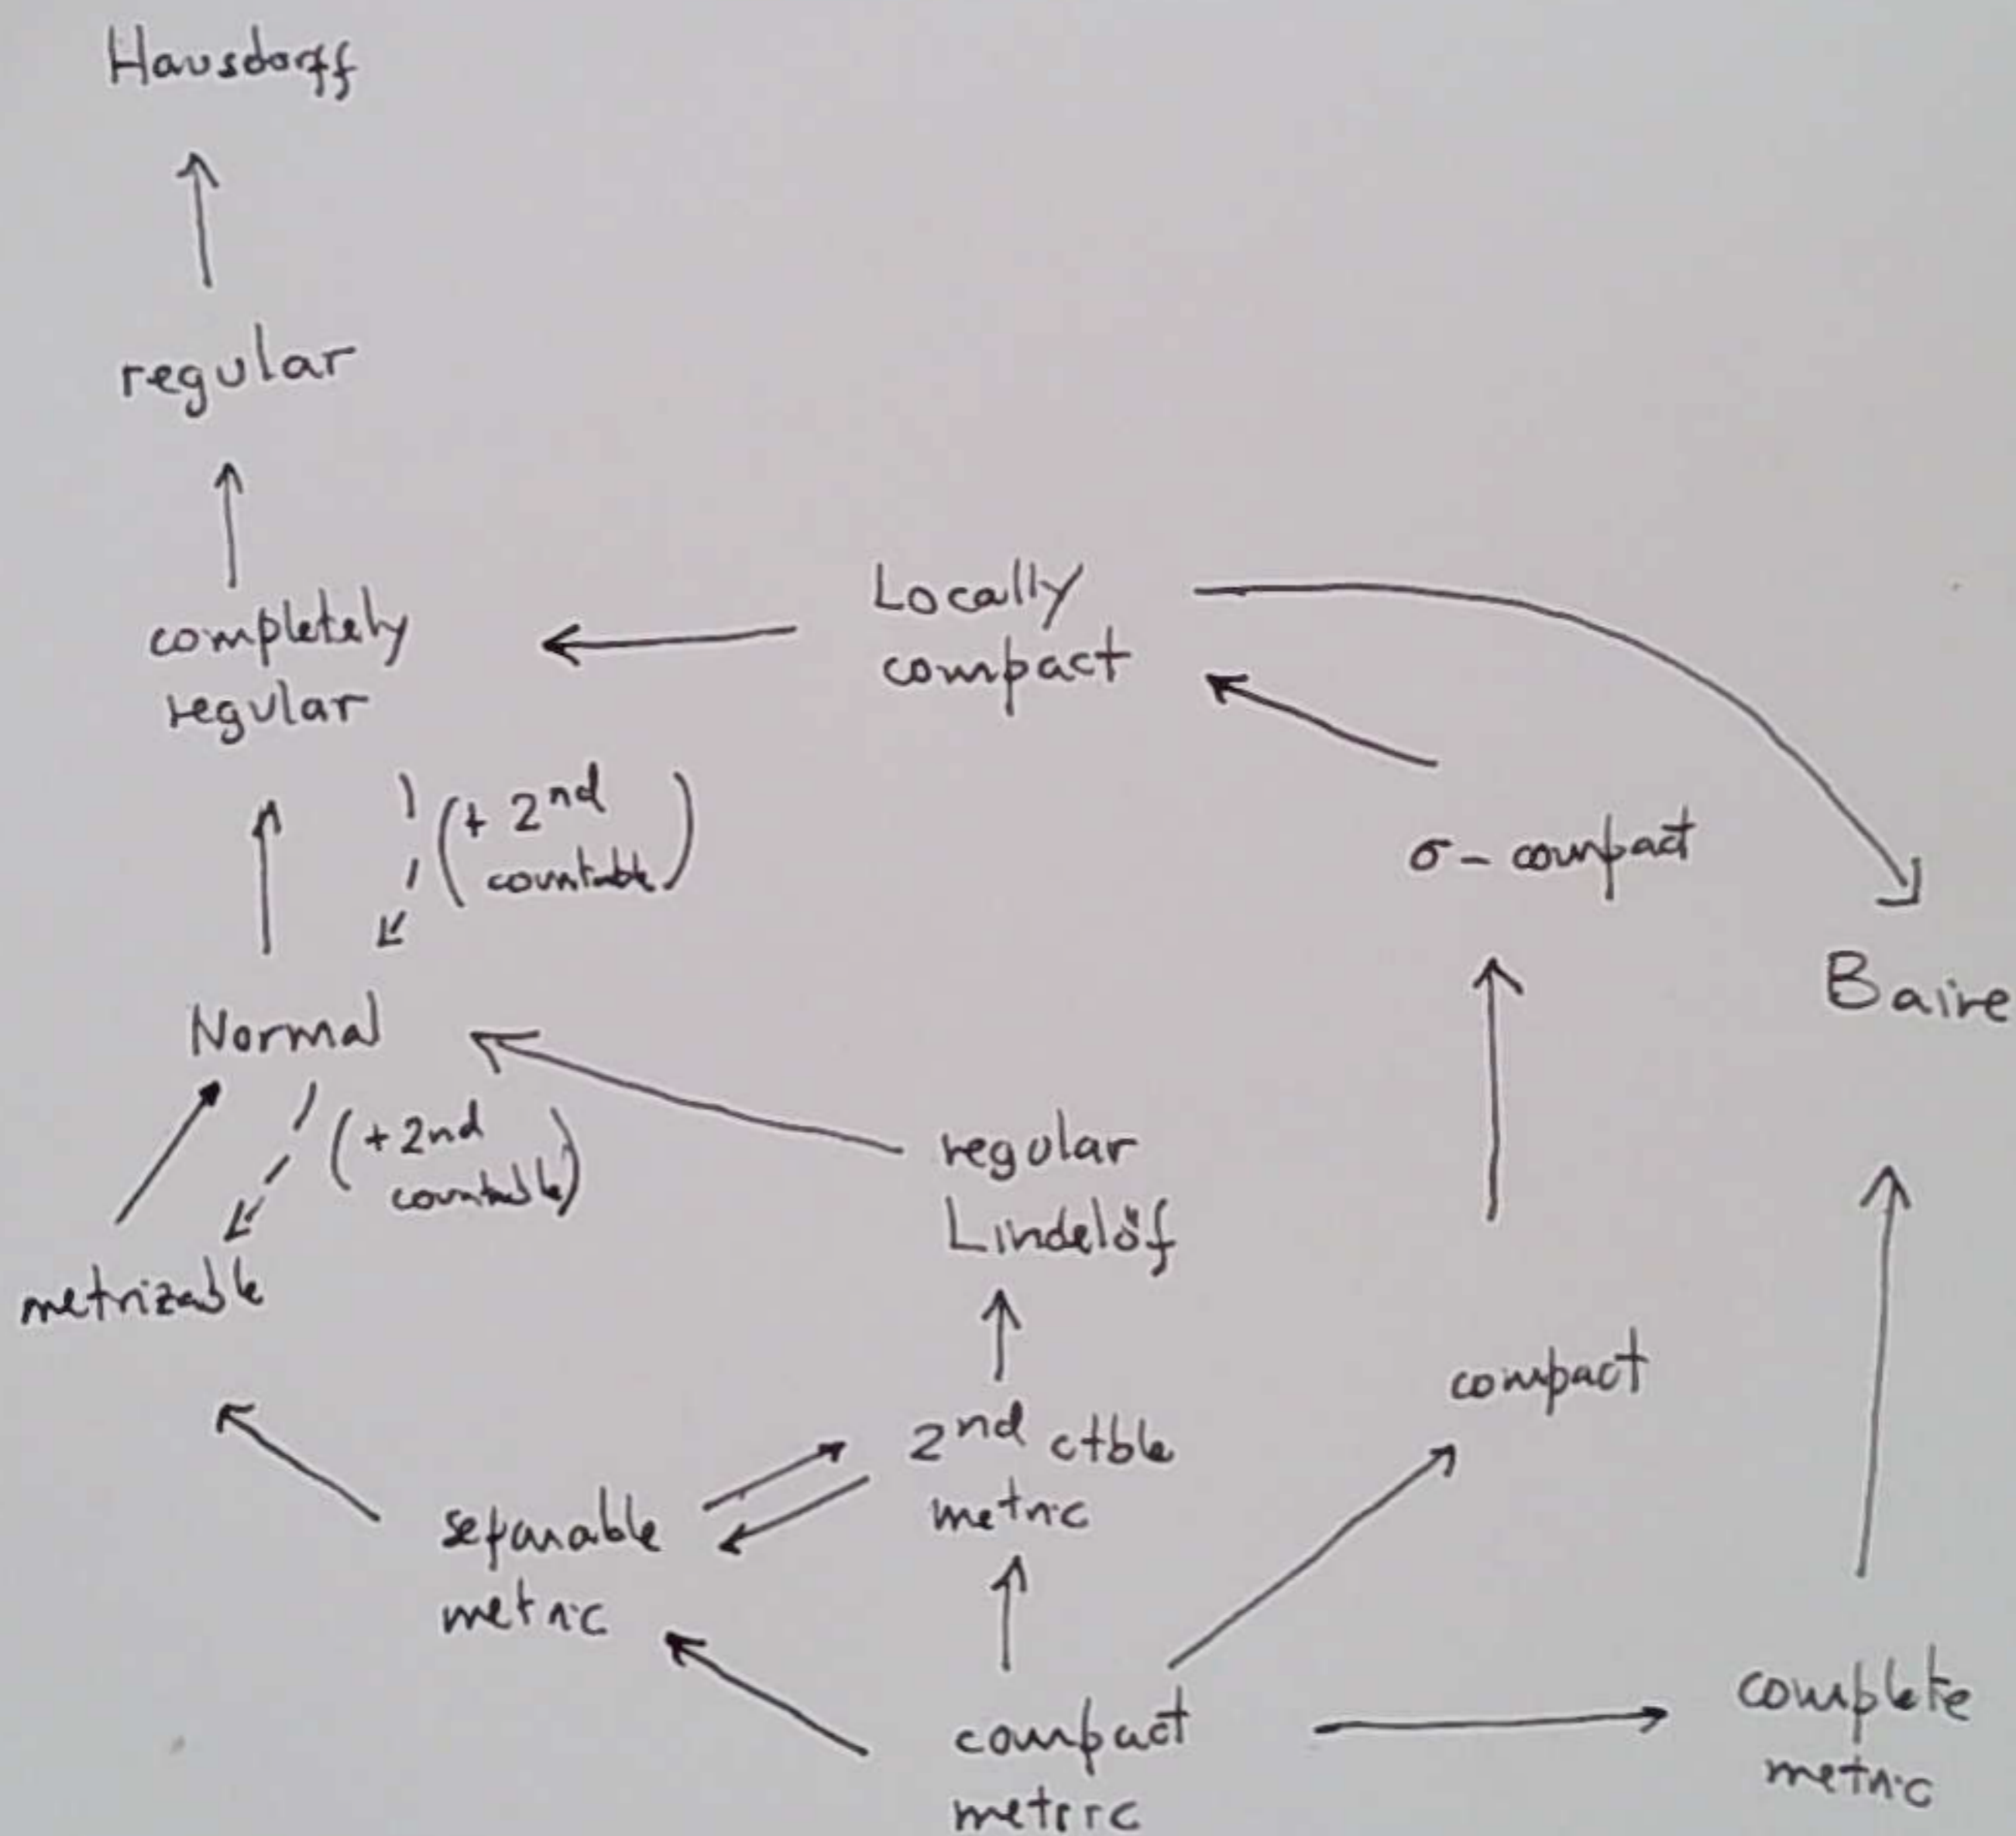 Hausdorff
regular
completely
regular
Locally
compact
(+ 2nd
countable)
σ - compact
Baire
Normal
(+ 2nd
countable)
regular
Lindelöf
metrizable
compact
2nd ctble
metric
separable
metric
compact
metric
complete
metric